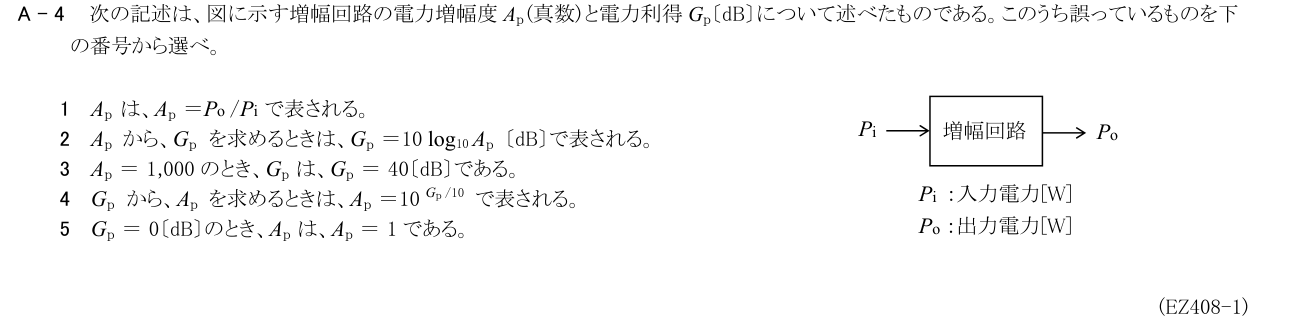 A－4 次の記述は、図に示す増幅回路の電力増幅度 Ap(真数)と電力利得 Gp〔dB〕について述べたものである。このうち誤っているものを下
の番号から選べ。
1 Ap は、Ap ＝Po /Pi で表される。
2 Ap から、Gp を求めるときは、Gp ＝10 log10 Ap 〔dB〕で表される。
3 Ap ＝ 1,000 のとき、Gp は、Gp ＝ 40〔dB〕である。
4 Gp から、Ap を求めるときは、Ap ＝10 Gp /10 で表される。
5 Gp ＝ 0〔dB〕のとき、Ap は、Ap ＝ 1 である。
Pi 増幅回路 Po
Pi ：入力電力[W]
Po ：出力電力[W]
(EZ408-1)